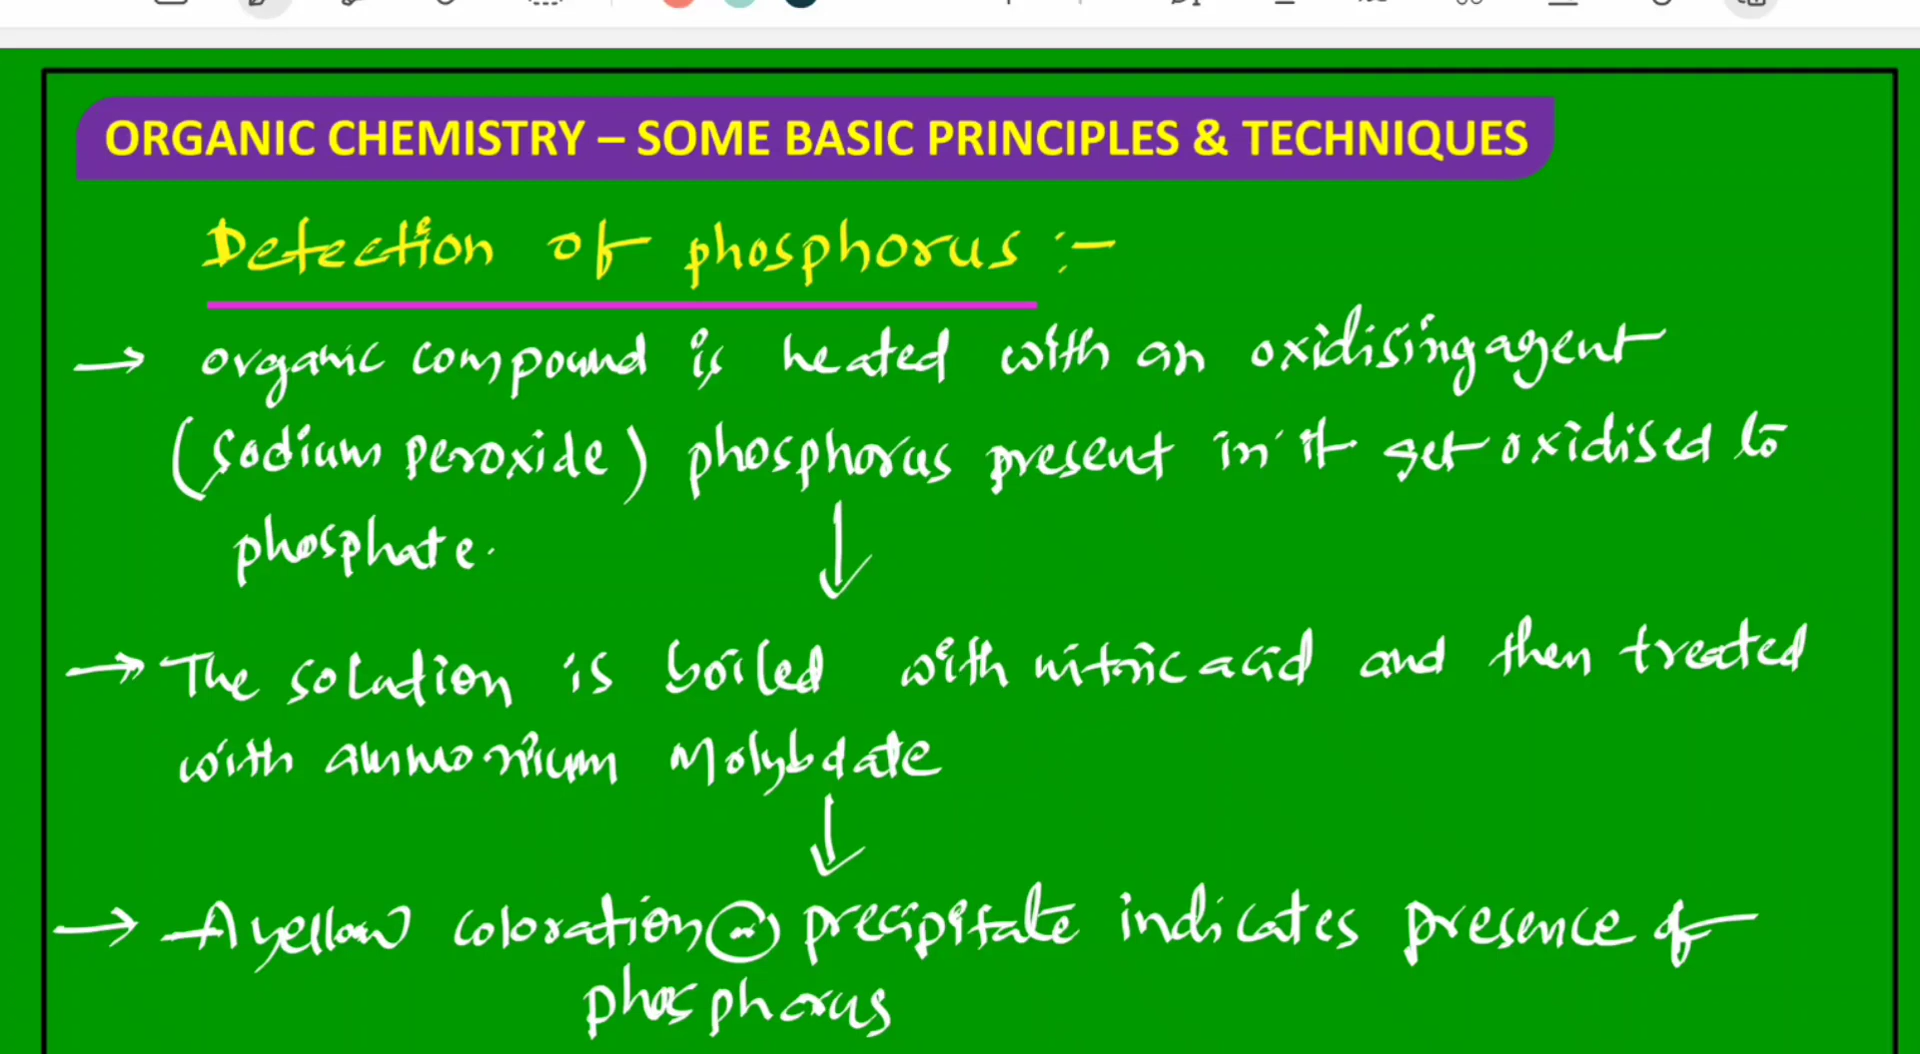 ORGANIC CHEMISTRY – SOME BASIC PRINCIPLES & TECHNIQUES
Detection of phosphorus :-
→ organic compound is heated with an oxidising agent
(sodium peroxide) phosphorus present in it get oxidised to
phosphate.
→ The solution is boiled with nitric acid and then treated
with ammonium Molybdate
→ A yellow coloration (or) precipitate indicates presence of
phosphorus